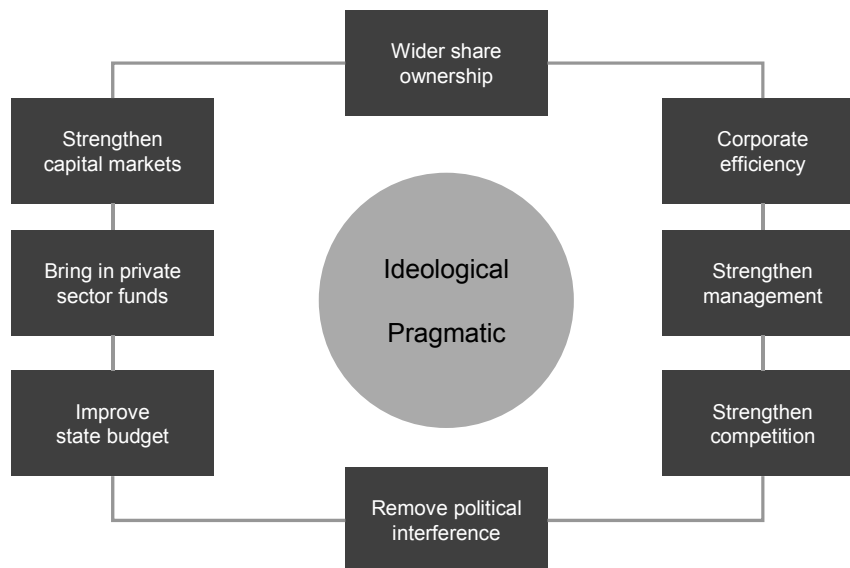 Wider share
ownership
Strengthen
capital markets
Corporate
efficiency
Bring in private
sector funds
Ideological
Pragmatic
Strengthen
management
Improve
state budget
Strengthen
competition
Remove political
interference